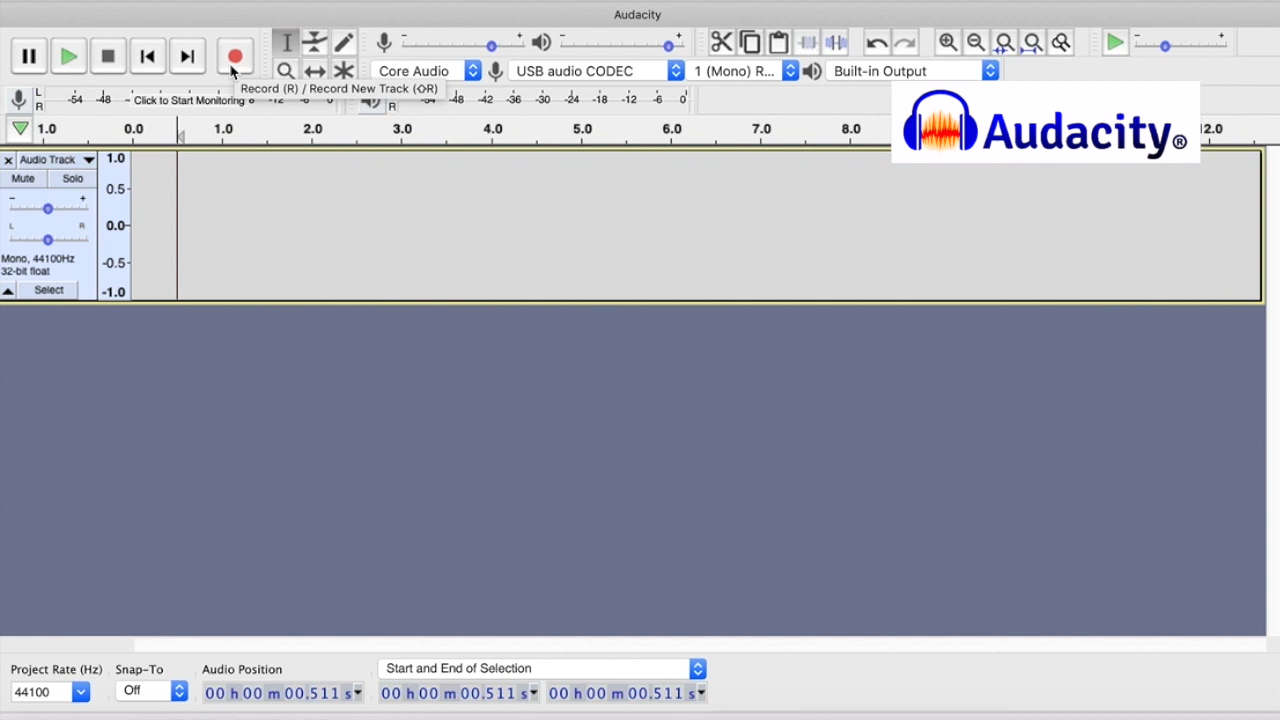 Audacity
Core Audio
USB audio CODEC
1 (Mono) R...
Built-in Output
Record (R) / Record New Track (⇧R)
L
R
-54 -48 Click to Start Monitoring 8 -12 -6 0
R
-54 -48 -42 -36 -30 -24 -18 -12 -6 0
1.0 0.0 1.0 2.0 3.0 4.0 5.0 6.0 7.0 8.0 12.0
Audacity®
Audio Track
Mute Solo
- +
L R
Mono, 44100Hz
32-bit float
Select
1.0
0.5
0.0
-0.5
-1.0
Project Rate (Hz) Snap-To Audio Position Start and End of Selection
44100 Off 00 h 00 m 00.511 s 00 h 00 m 00.511 s 00 h 00 m 00.511 s